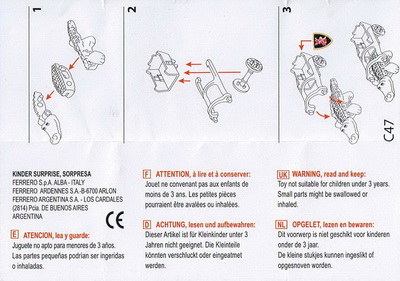 1
2
3
C47
KINDER SURPRISE, SORPRESA
FERRERO S.p.A. ALBA - ITALY
FERRERO ARDENNES S.A.-B-6700 ARLON
FERRERO ARGENTINA S.A. - LOS CARDALES
(2814) Pcia. DE BUENOS AIRES
ARGENTINA
CE
E ATENCION, lea y guarde:
Juguete no apto para menores de 3 años.
Las partes pequeñas podrían ser ingeridas
o inhaladas.
F ATTENTION, à lire et à conserver:
Jouet ne convenant pas aux enfants de
moins de 3 ans. Les petites pièces
pourraient être avalées ou inhalées.
D ACHTUNG, lesen und aufbewahren:
Dieser Artikel ist für Kleinkinder unter 3
Jahren nicht geeignet. Die Kleinteile
könnten verschluckt oder eingeatmet
werden.
UK WARNING, read and keep:
Toy not suitable for children under 3 years.
Small parts might be swallowed or
inhaled.
NL OPGELET, lezen en bewaren:
Dit voorwerp is niet geschikt voor kinderen
onder de 3 jaar.
De kleine stukjes kunnen ingeslikt of
opgesnoven worden.